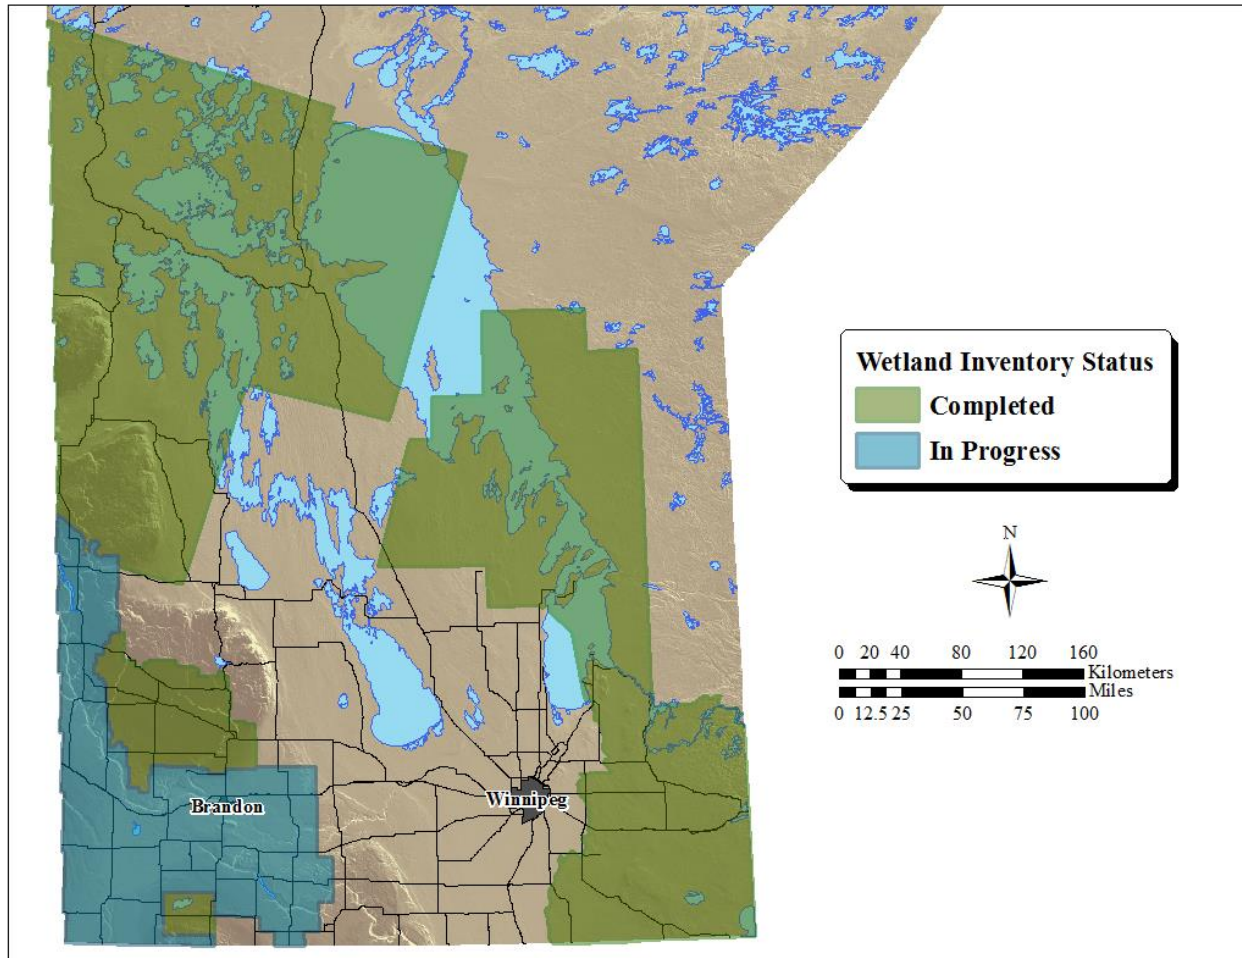 Wetland Inventory Status
Completed
In Progress
N
0 20 40 80 120 160
Kilometers
Miles
0 12.5 25 50 75 100
Brandon
Winnipeg